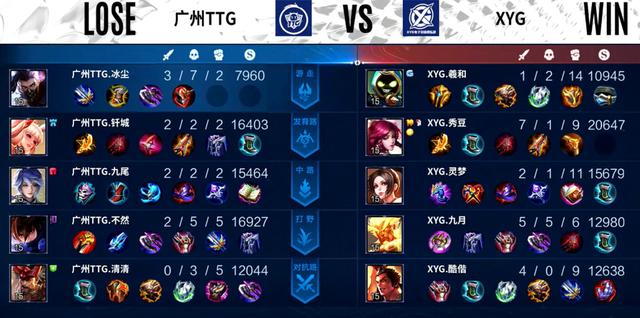 LOSE 广州TTG VS XYG WIN
广州TTG.冰尘 3 / 7 / 2 7960 游走 XYG.羲和 1 / 2 / 14 10945
广州TTG.钎城 2 / 2 / 2 16403 发育路 XYG.秀豆 7 / 1 / 9 20647
广州TTG.九尾 2 / 2 / 2 15464 中路 XYG.灵梦 1 / 2 / 11 15679
广州TTG.不然 2 / 5 / 5 16927 打野 XYG.九月 5 / 5 / 6 12980
广州TTG.清清 0 / 3 / 5 12044 对抗路 XYG.酷偕 4 / 0 / 9 12638